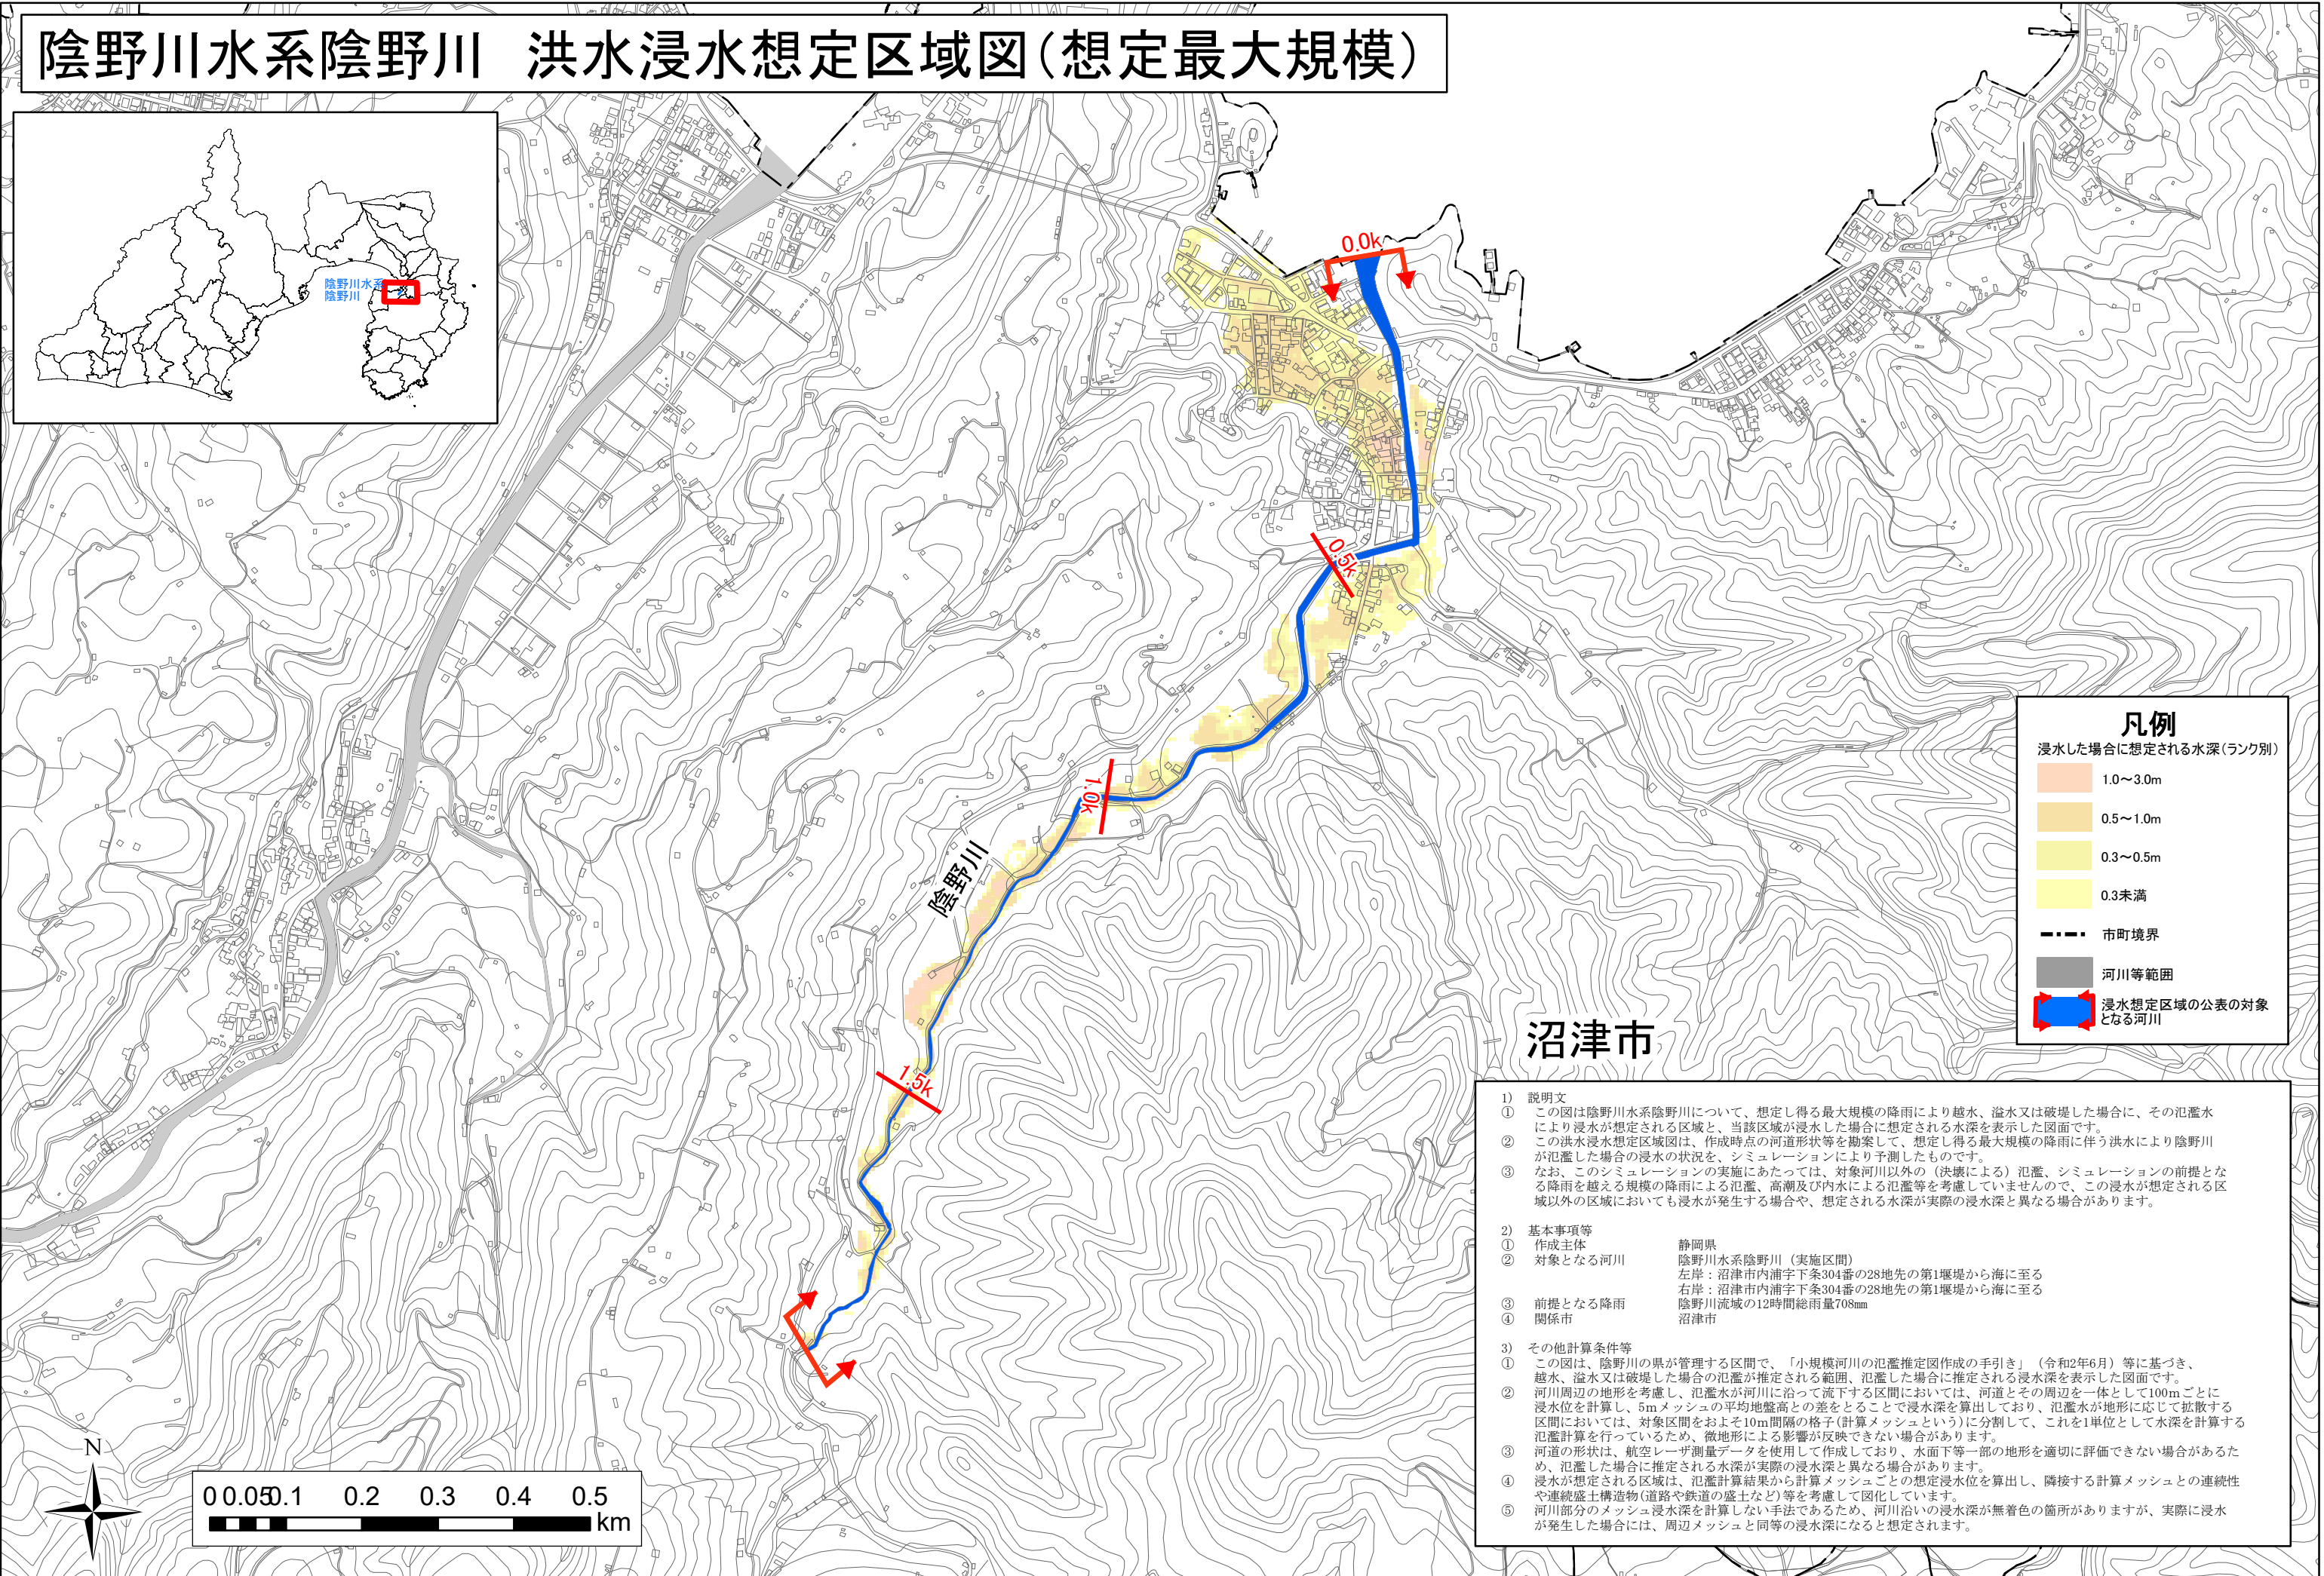 陰野川水系陰野川　洪水浸水想定区域図(想定最大規模)
陰野川水系
陰野川
0.0k
0.5k
1.0k
陰野川
1.5k
沼津市
凡例
浸水した場合に想定される水深(ランク別)
1.0～3.0m
0.5～1.0m
0.3～0.5m
0.3未満
市町境界
河川等範囲
浸水想定区域の公表の対象
となる河川
1)　説明文
①　この図は陰野川水系陰野川について、想定し得る最大規模の降雨により越水、溢水又は破堤した場合に、その氾濫水
により浸水が想定される区域と、当該区域が浸水した場合に想定される水深を表示した図面です。
②　この洪水浸水想定区域図は、作成時点の河道形状等を勘案して、想定し得る最大規模の降雨に伴う洪水により陰野川
が氾濫した場合の浸水の状況を、シミュレーションにより予測したものです。
③　なお、このシミュレーションの実施にあたっては、対象河川以外の（決壊による）氾濫、シミュレーションの前提とな
る降雨を越える規模の降雨による氾濫、高潮及び内水による氾濫等を考慮していませんので、この浸水が想定される区
域以外の区域においても浸水が発生する場合や、想定される水深が実際の浸水深と異なる場合があります。
2)　基本事項等
①　作成主体　静岡県
②　対象となる河川　陰野川水系陰野川（実施区間）
左岸：沼津市内浦字下条304番の28地先の第1堰堤から海に至る
右岸：沼津市内浦字下条304番の28地先の第1堰堤から海に至る
③　前提となる降雨　陰野川流域の12時間総雨量708mm
④　関係市　沼津市
3)　その他計算条件等
①　この図は、陰野川の県が管理する区間で、「小規模河川の氾濫推定図作成の手引き」（令和2年6月）等に基づき、
越水、溢水又は破堤した場合の氾濫が推定される範囲、氾濫した場合に推定される浸水深を表示した図面です。
②　河川周辺の地形を考慮し、氾濫水が河川に沿って流下する区間においては、河道とその周辺を一体として100mごとに
浸水位を計算し、5mメッシュの平均地盤高との差をとることで浸水深を算出しており、氾濫水が地形に応じて拡散する
区間においては、対象区間をおよそ10m間隔の格子(計算メッシュという)に分割して、これを1単位として水深を計算する
氾濫計算を行っているため、微地形による影響が反映できない場合があります。
③　河道の形状は、航空レーザ測量データを使用して作成しており、水面下等一部の地形を適切に評価できない場合があるた
め、氾濫した場合に推定される水深が実際の浸水深と異なる場合があります。
④　浸水が想定される区域は、氾濫計算結果から計算メッシュごとの想定浸水位を算出し、隣接する計算メッシュとの連続性
や連続盛土構造物(道路や鉄道の盛土など)等を考慮して図化しています。
⑤　河川部分のメッシュ浸水深を計算しない手法であるため、河川沿いの浸水深が無着色の箇所がありますが、実際に浸水
が発生した場合には、周辺メッシュと同等の浸水深になると想定されます。
N
0 0.05 0.1 0.2 0.3 0.4 0.5
km